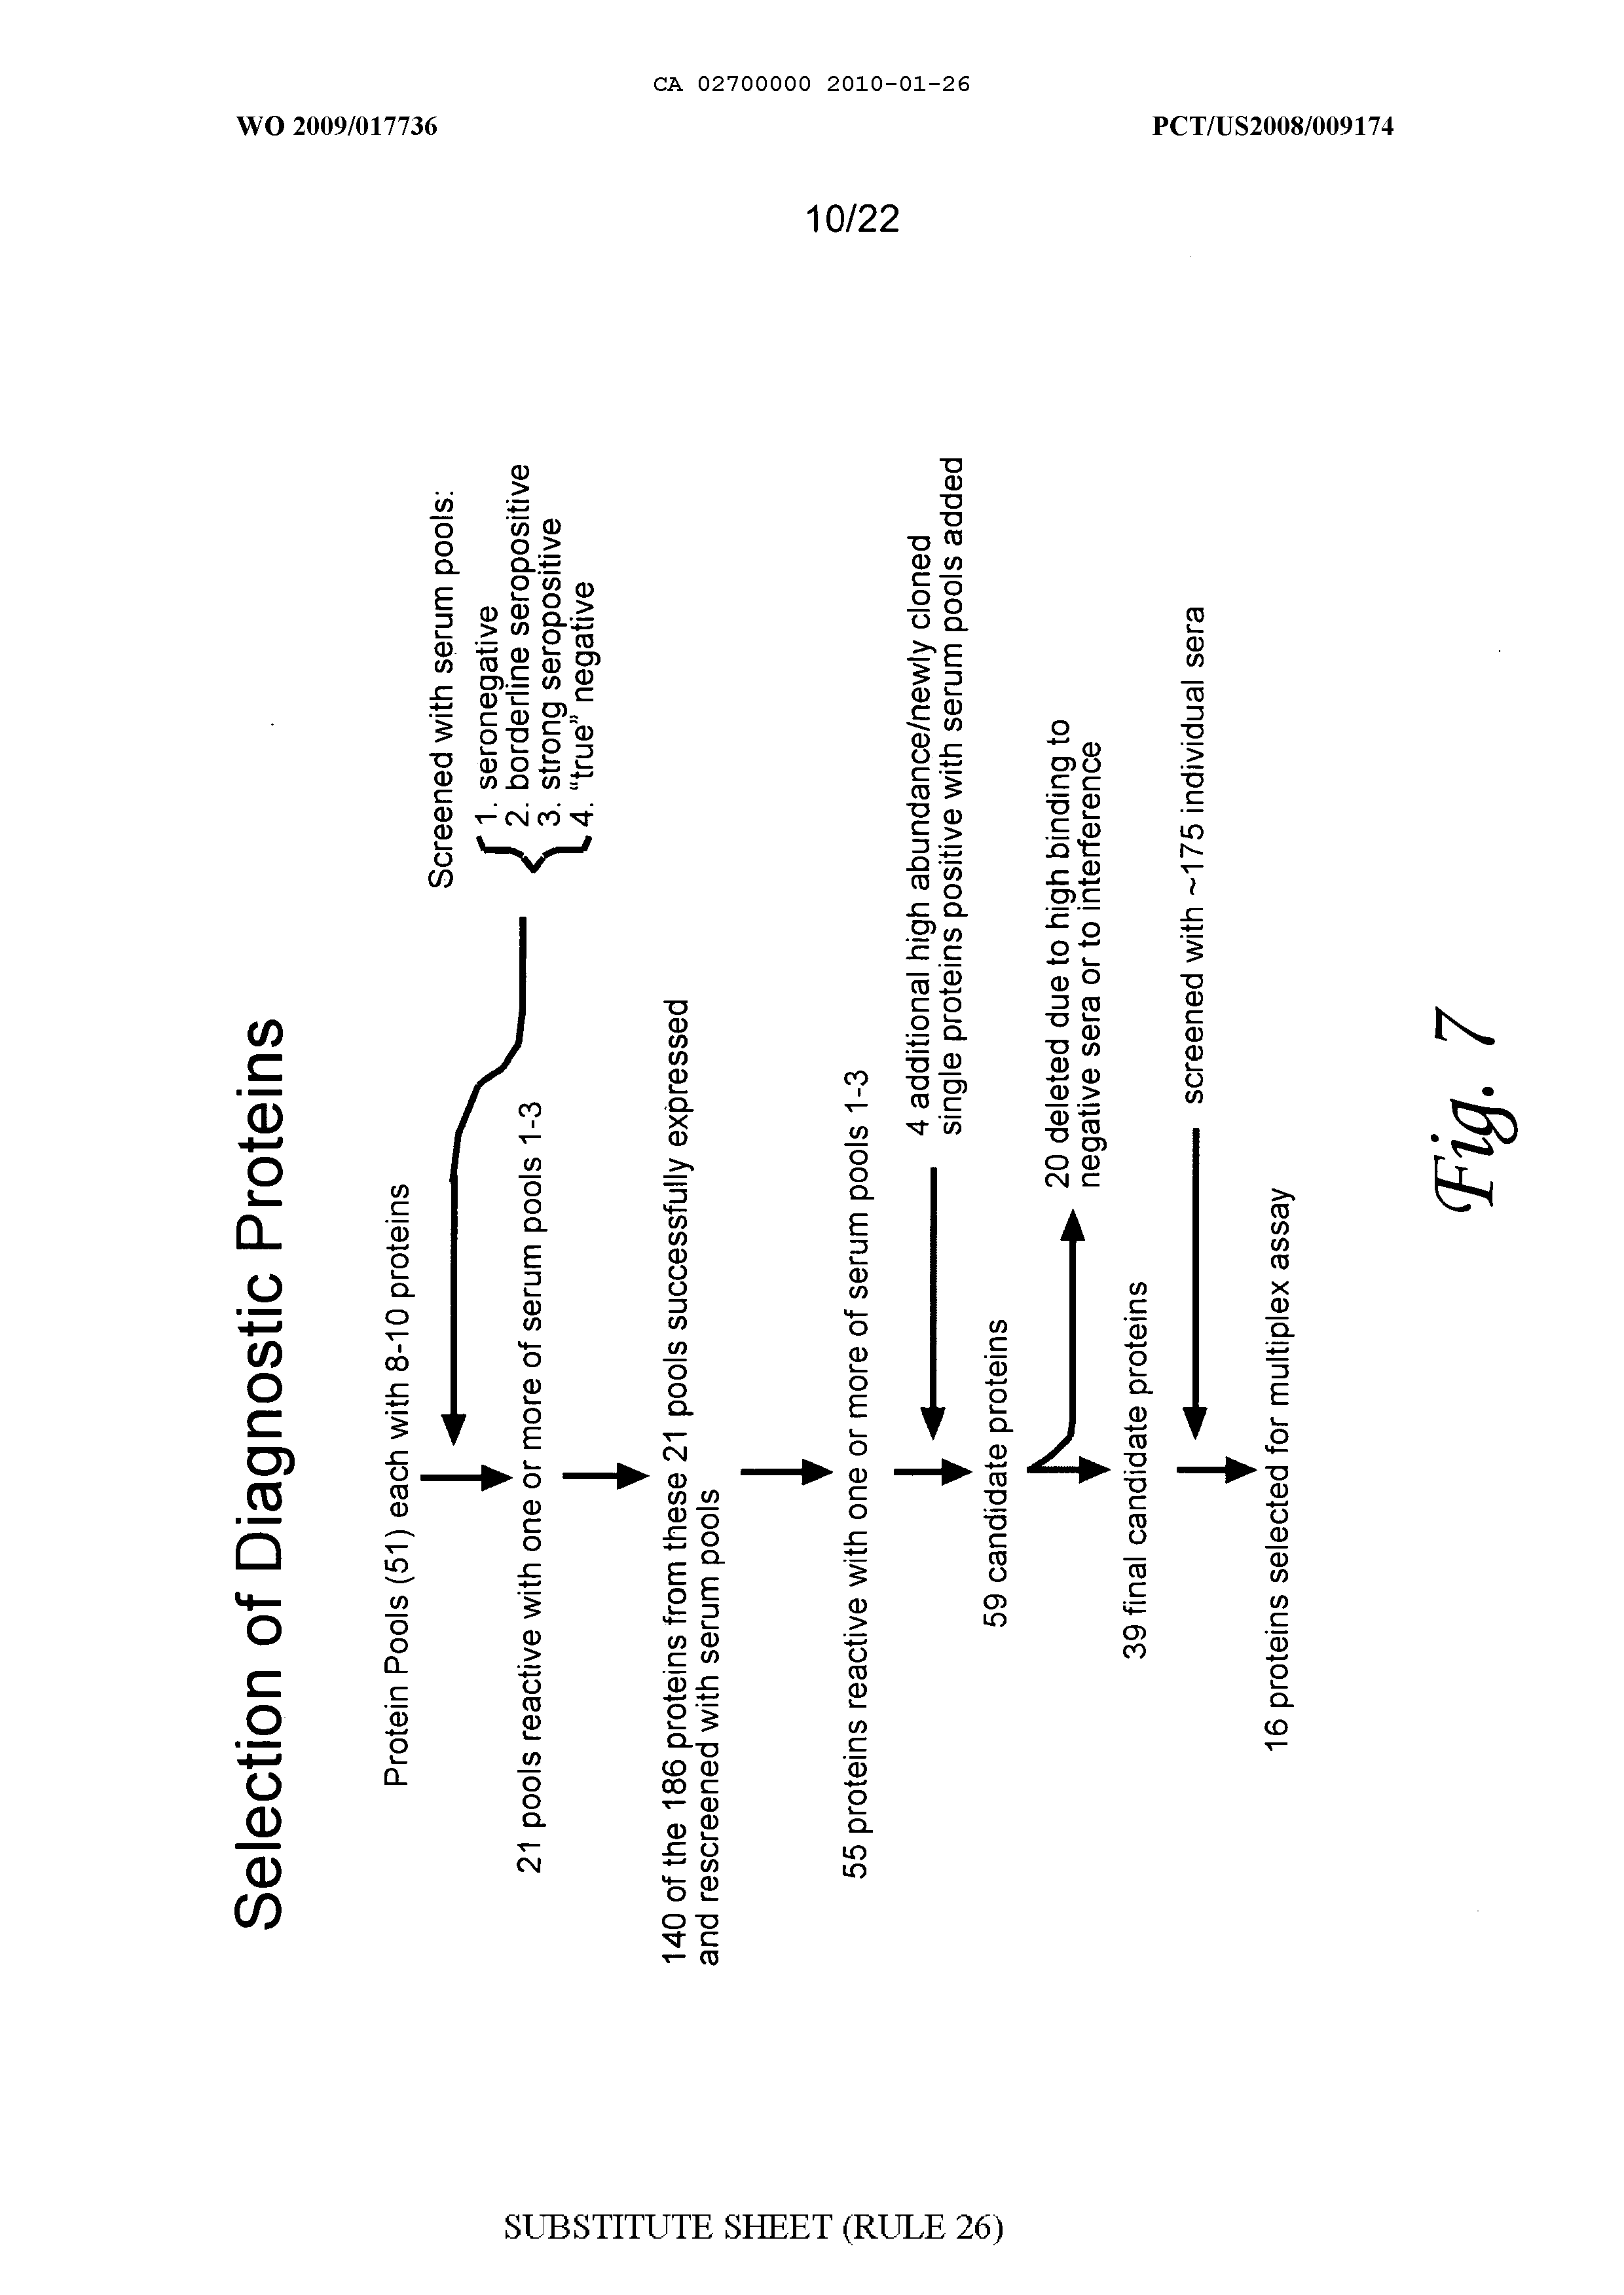 CA 02700000 2010-01-26
WO 2009/017736
PCT/US2008/009174
10/22
Selection of Diagnostic Proteins
Protein Pools (51) each with 8-10 proteins
Screened with serum pools:
1. seronegative
2. borderline seropositive
3. strong seropositive
4. “true” negative
21 pools reactive with one or more of serum pools 1-3
140 of the 186 proteins from these 21 pools successfully expressed
and rescreened with serum pools
55 proteins reactive with one or more of serum pools 1-3
4 additional high abundance/newly cloned
single proteins positive with serum pools added
59 candidate proteins
20 deleted due to high binding to
negative sera or to interference
39 final candidate proteins
screened with ~175 individual sera
16 proteins selected for multiplex assay
Fig. 7
SUBSTITUTE SHEET (RULE 26)